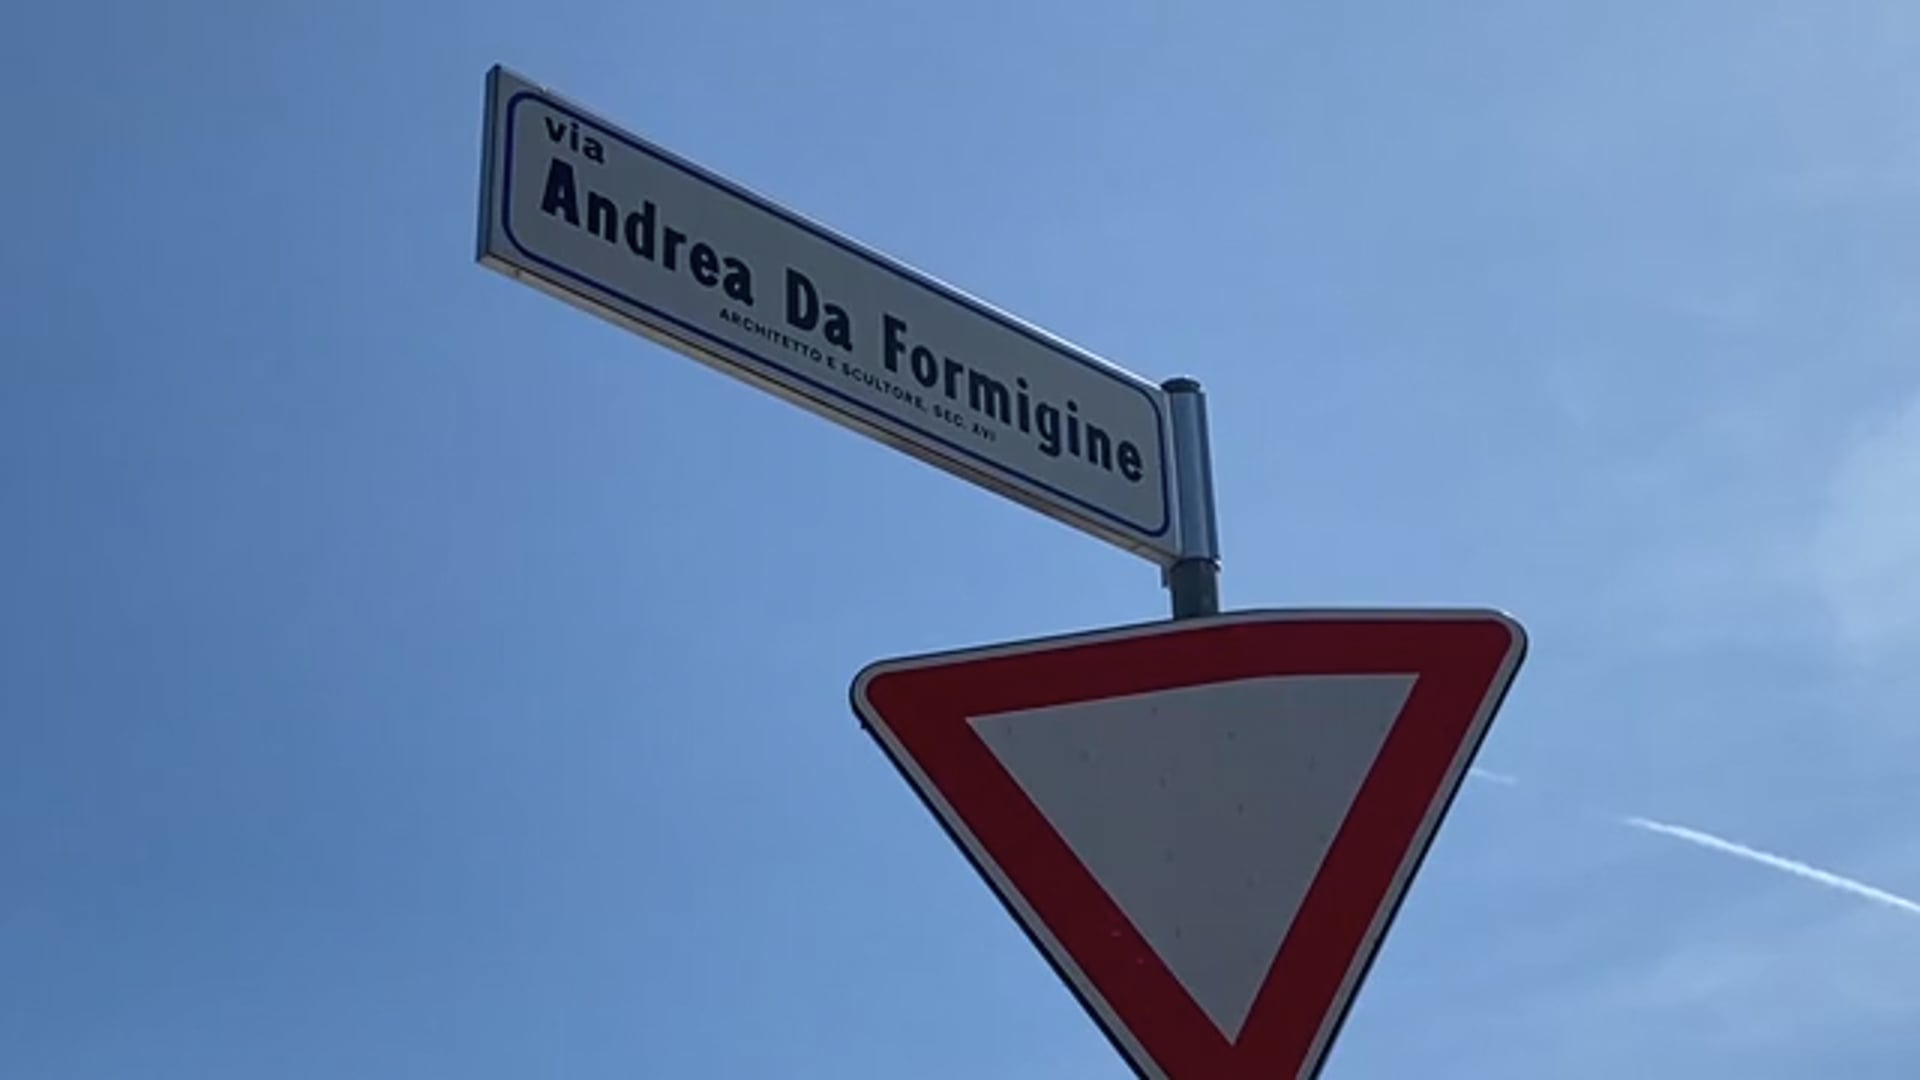 via
Andrea Da Formigine
ARCHITETTO E SCULTORE, SEC. XVI